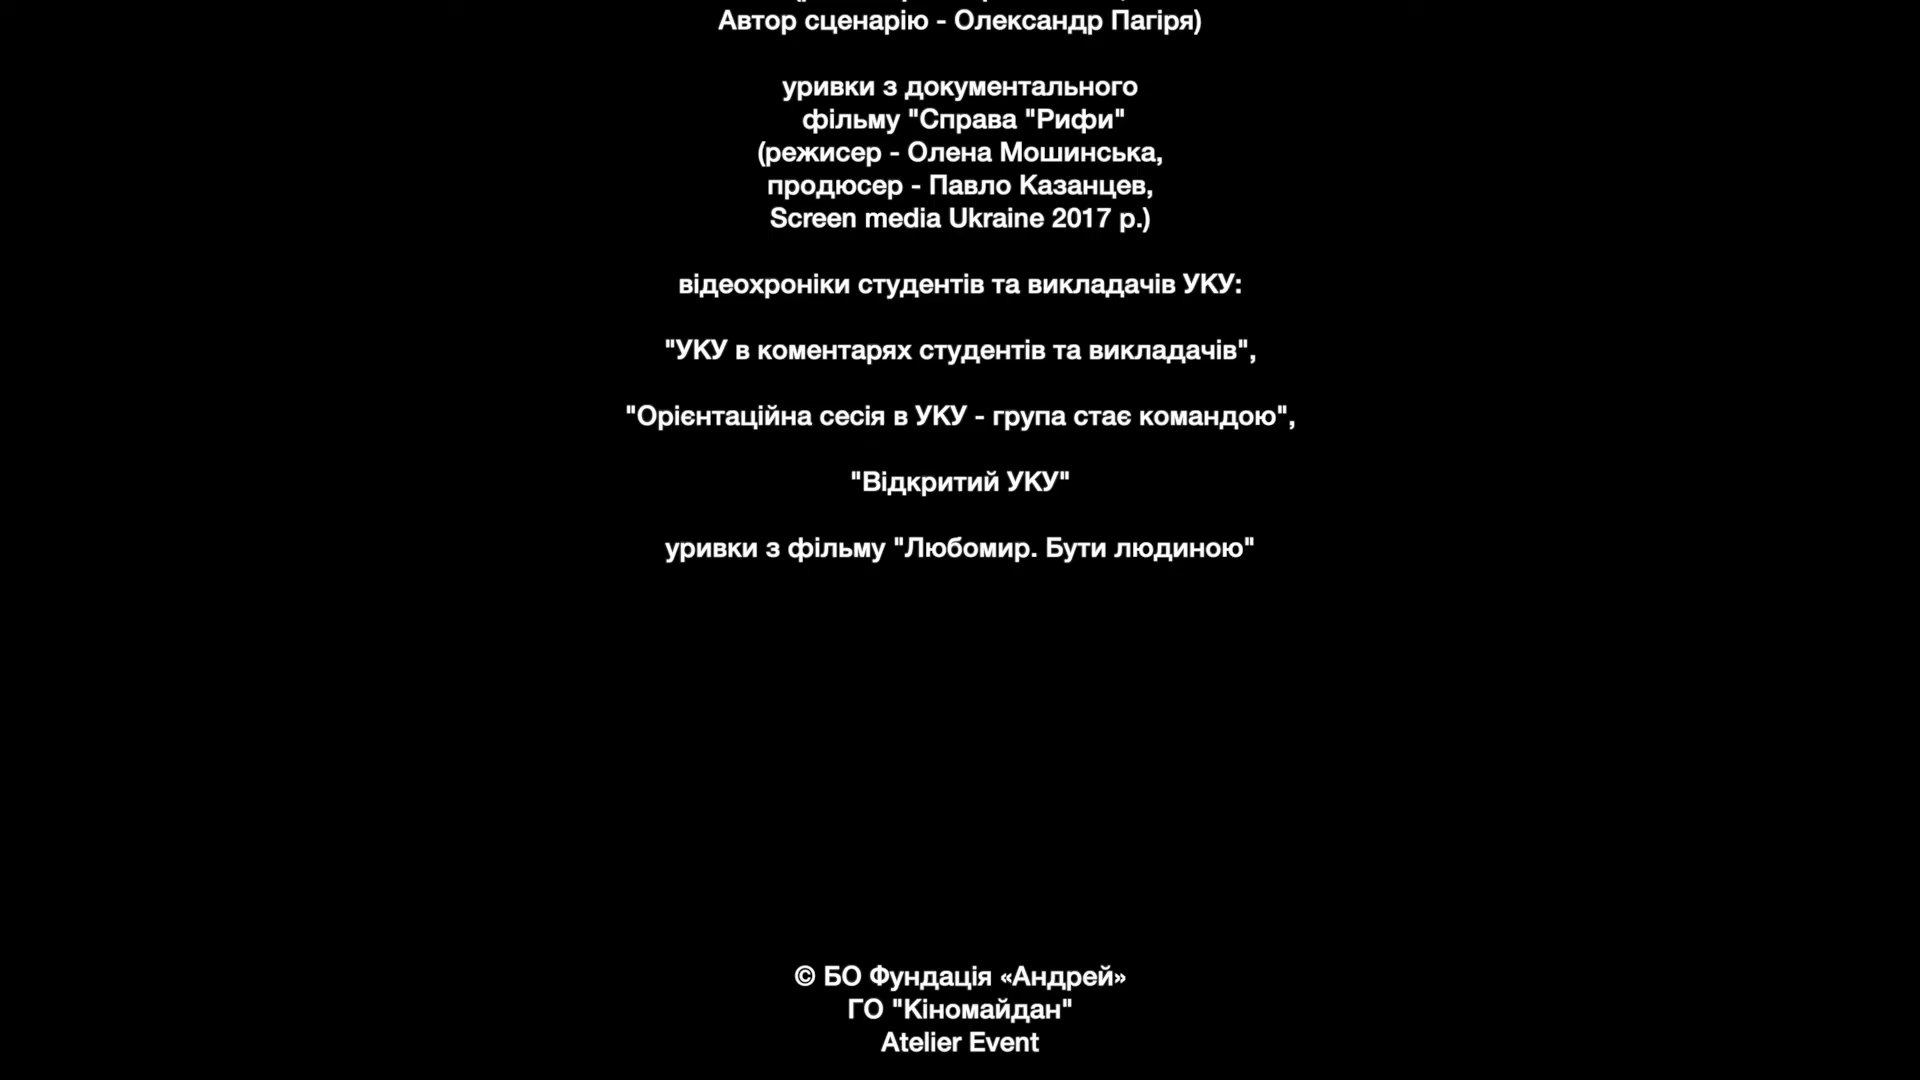 Автор сценарію - Олександр Пагіря)
уривки з документального
фільму "Справа "Рифи"
(режисер - Олена Мошинська,
продюсер - Павло Казанцев,
Screen media Ukraine 2017 р.)
відеохроніки студентів та викладачів УКУ:
"УКУ в коментарях студентів та викладачів",
"Орієнтаційна сесія в УКУ - група стає командою",
"Відкритий УКУ"
уривки з фільму "Любомир. Бути людиною"
© БО Фундація «Андрей»
ГО "Кіномайдан"
Atelier Event